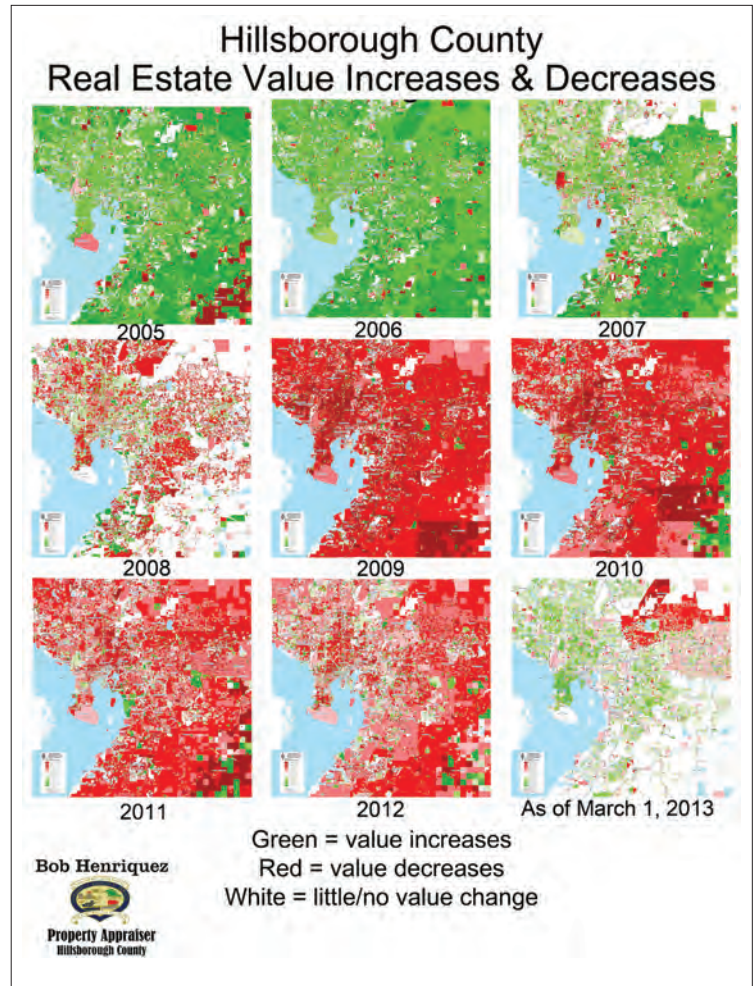 Hillsborough County
Real Estate Value Increases & Decreases
2005
2006
2007
2008
2009
2010
2011
2012
As of March 1, 2013
Green = value increases
Red = value decreases
White = little/no value change
Bob Henriquez
Property Appraiser
Hillsborough County